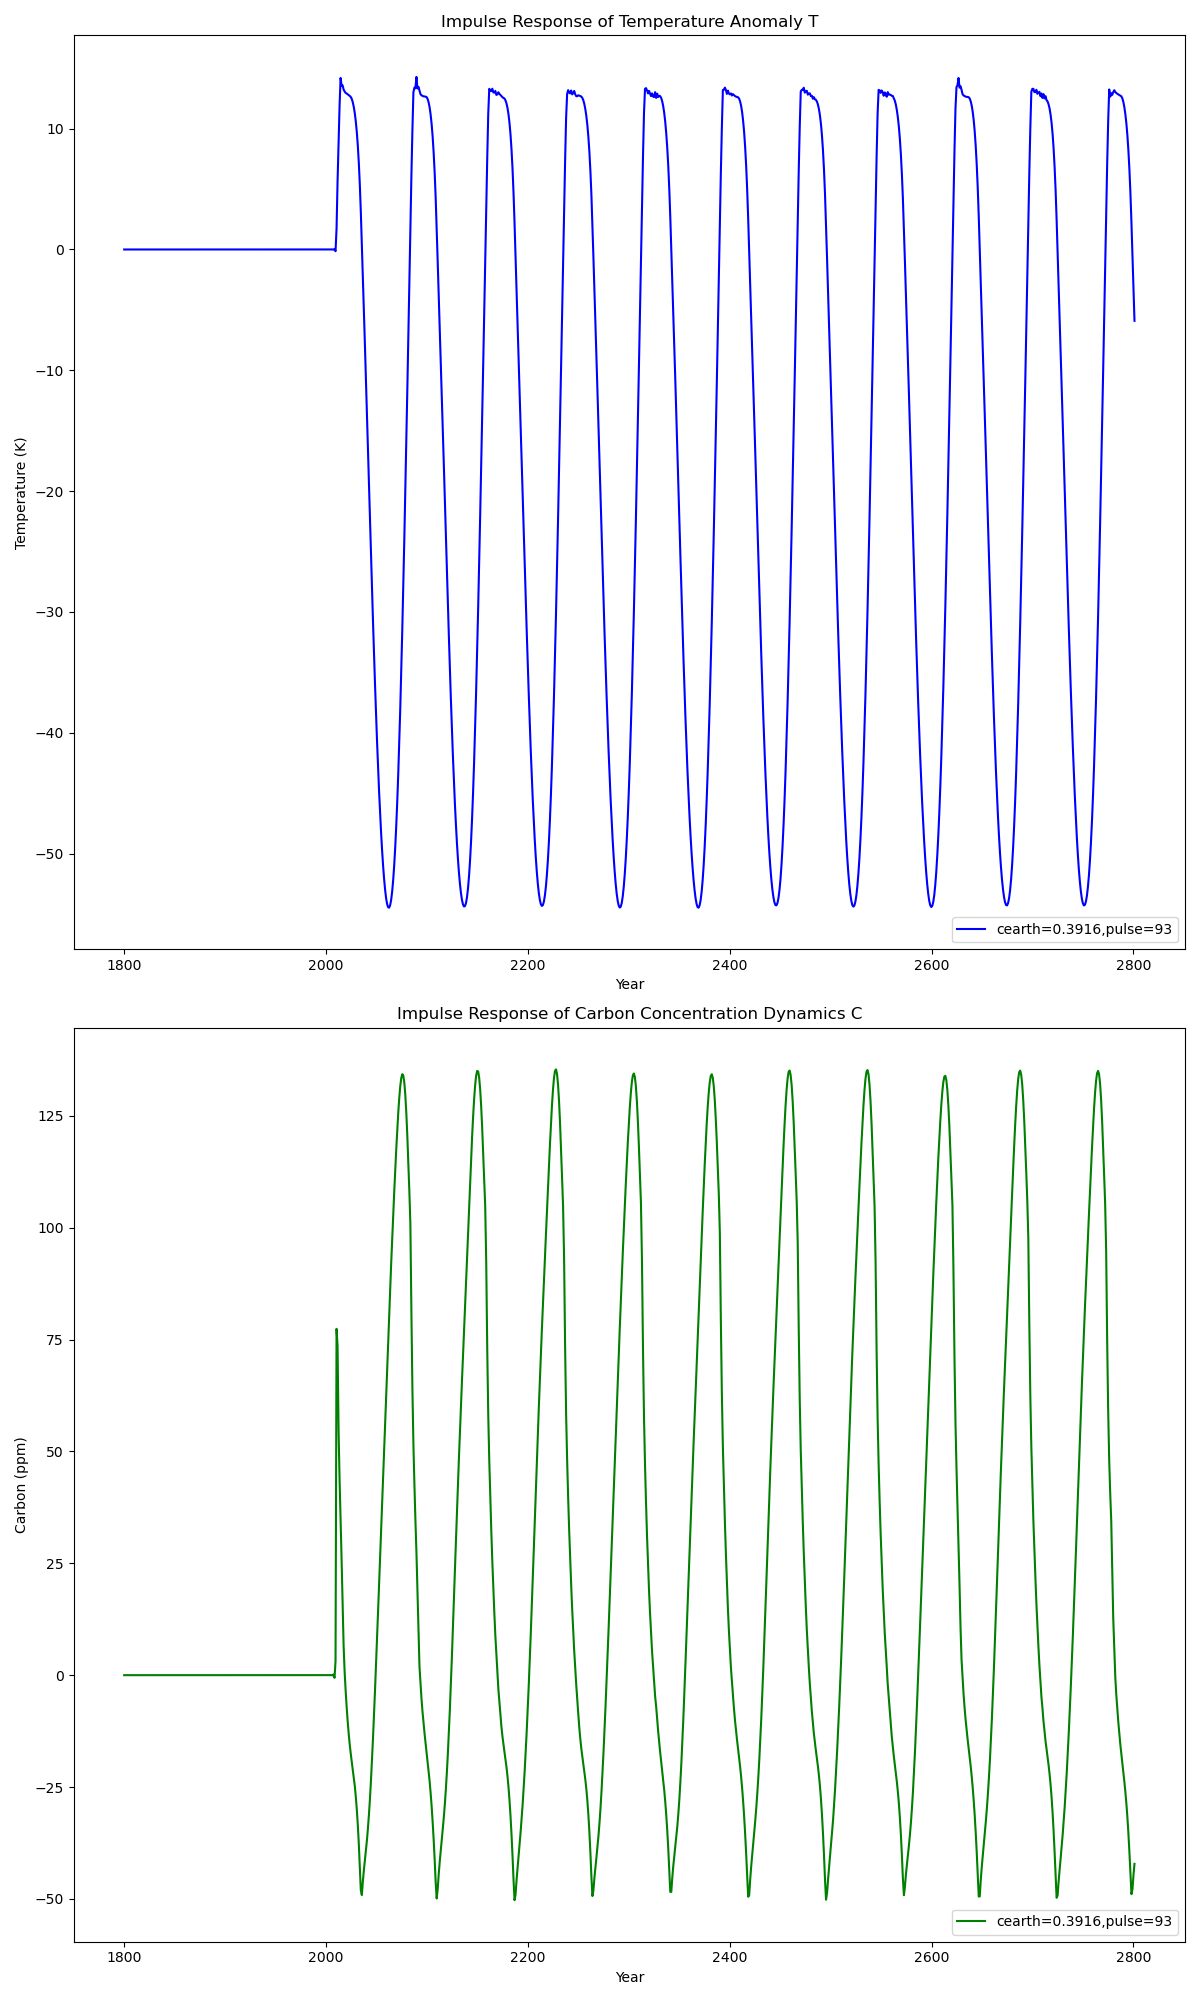 Impulse Response of Temperature Anomaly T
10
0
−10
−20
−30
−40
−50
Temperature (K)
cearth=0.3916,pulse=93
1800 2000 2200 2400 2600 2800
Year
Impulse Response of Carbon Concentration Dynamics C
125
100
75
50
25
0
−25
−50
Carbon (ppm)
cearth=0.3916,pulse=93
1800 2000 2200 2400 2600 2800
Year